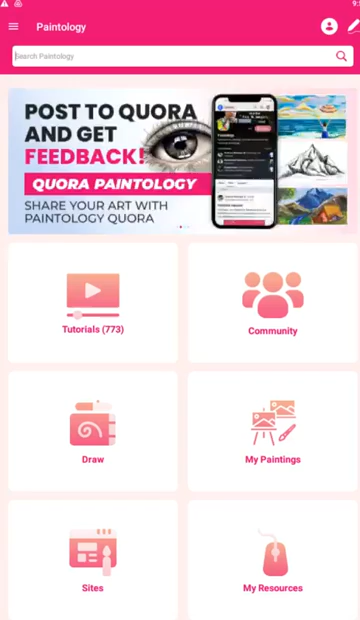 Paintology
Search Paintology
POST TO QUORA
AND GET
FEEDBACK!
QUORA PAINTOLOGY
SHARE YOUR ART WITH
PAINTOLOGY QUORA
Tutorials (773)
Community
Draw
My Paintings
Sites
My Resources